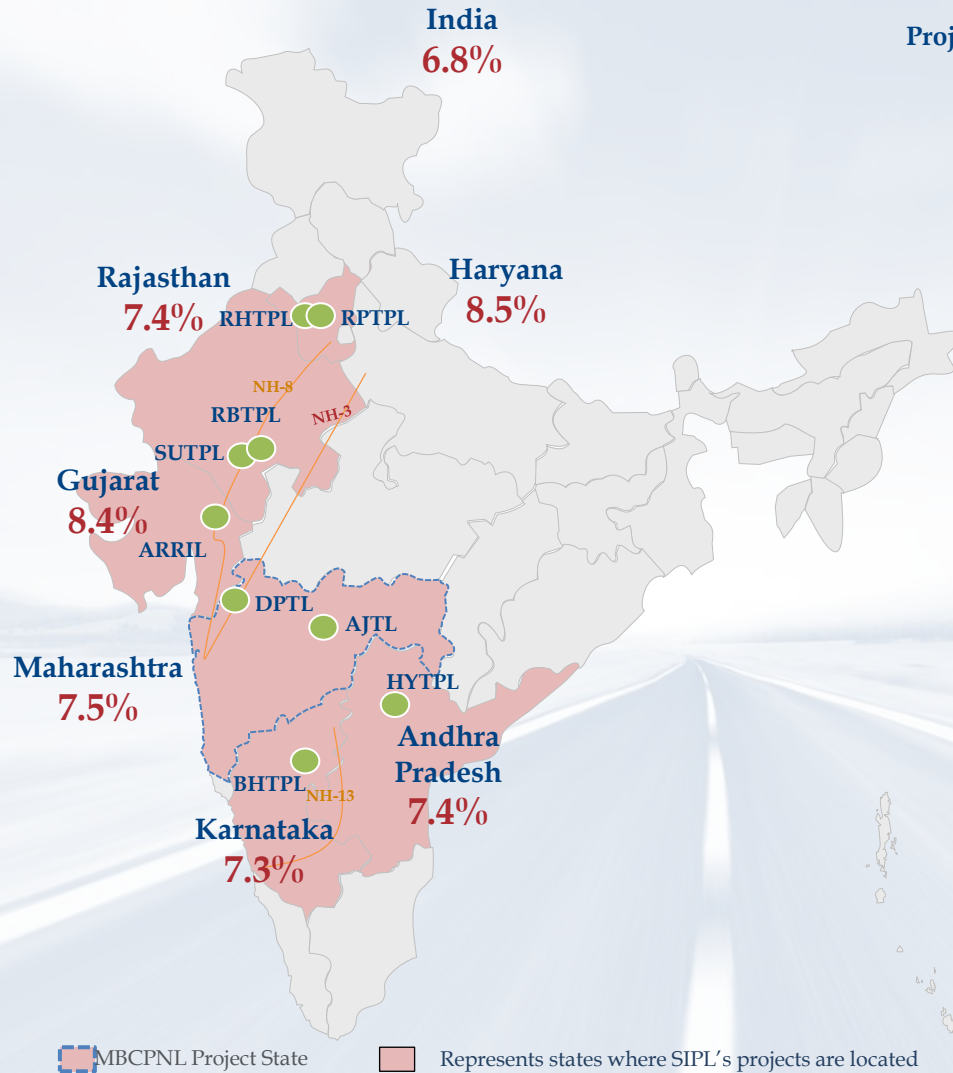 India
6.8%
Proj
Rajasthan
7.4%
Haryana
8.5%
RHTPL
RPTPL
NH-8
NH-3
RBTPL
SUTPL
Gujarat
8.4%
ARRIL
DPTL
AJTL
Maharashtra
7.5%
HYTPL
Andhra
Pradesh
7.4%
BHTPL
NH-13
Karnataka
7.3%
MBCPNL Project State
Represents states where SIPL's projects are located